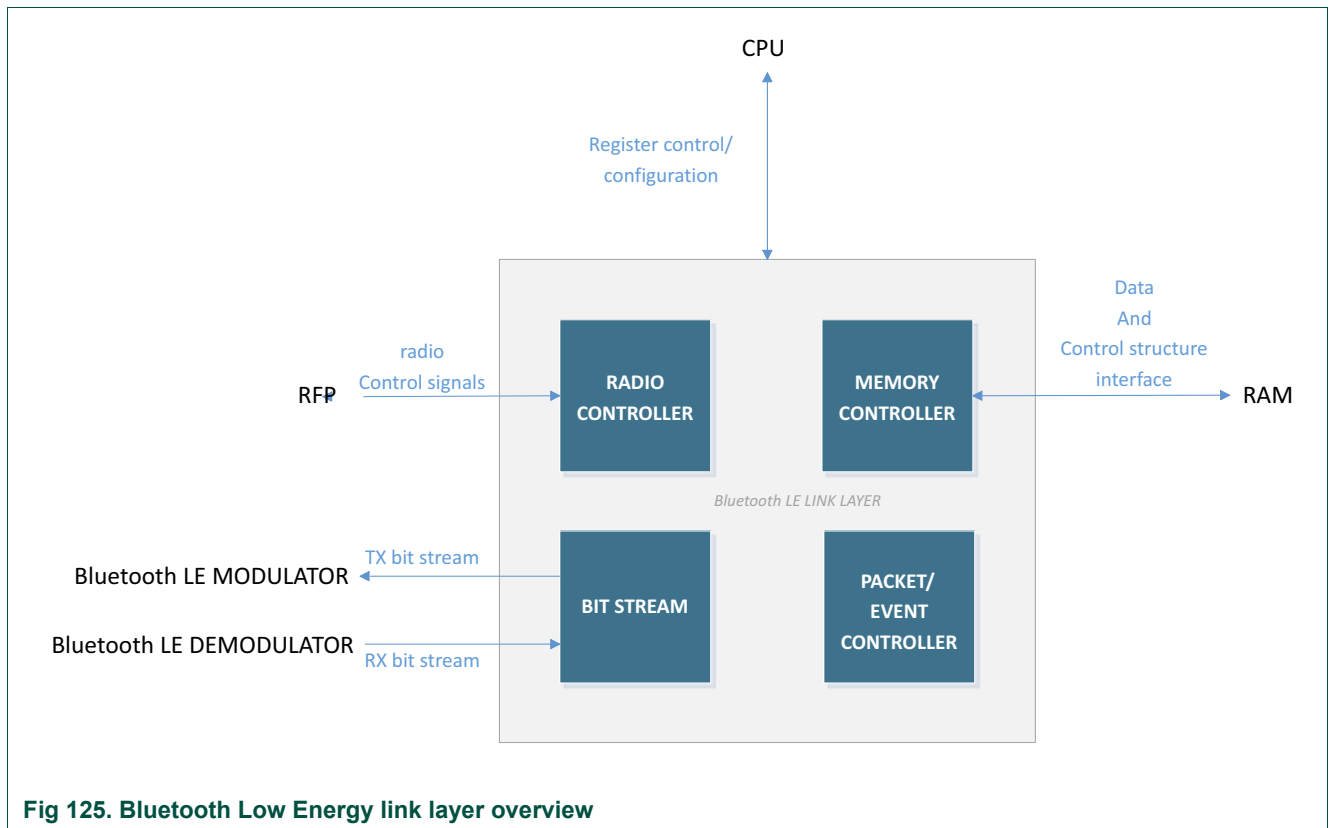 CPU
Register control/
configuration
Data
And
Control structure
interface
radio
Control signals
RFP
RADIO
CONTROLLER
MEMORY
CONTROLLER
RAM
Bluetooth LE LINK LAYER
TX bit stream
Bluetooth LE MODULATOR
BIT STREAM
PACKET/
EVENT
CONTROLLER
Bluetooth LE DEMODULATOR
RX bit stream
Fig 125. Bluetooth Low Energy link layer overview